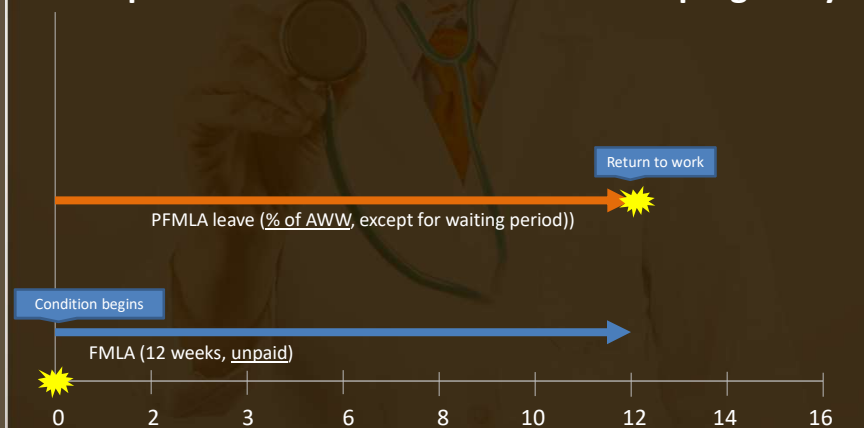 Return to work
PFMLA leave (% of AWW, except for waiting period))
Condition begins
FMLA (12 weeks, unpaid)
0 2 3 6 8 10 12 14 16